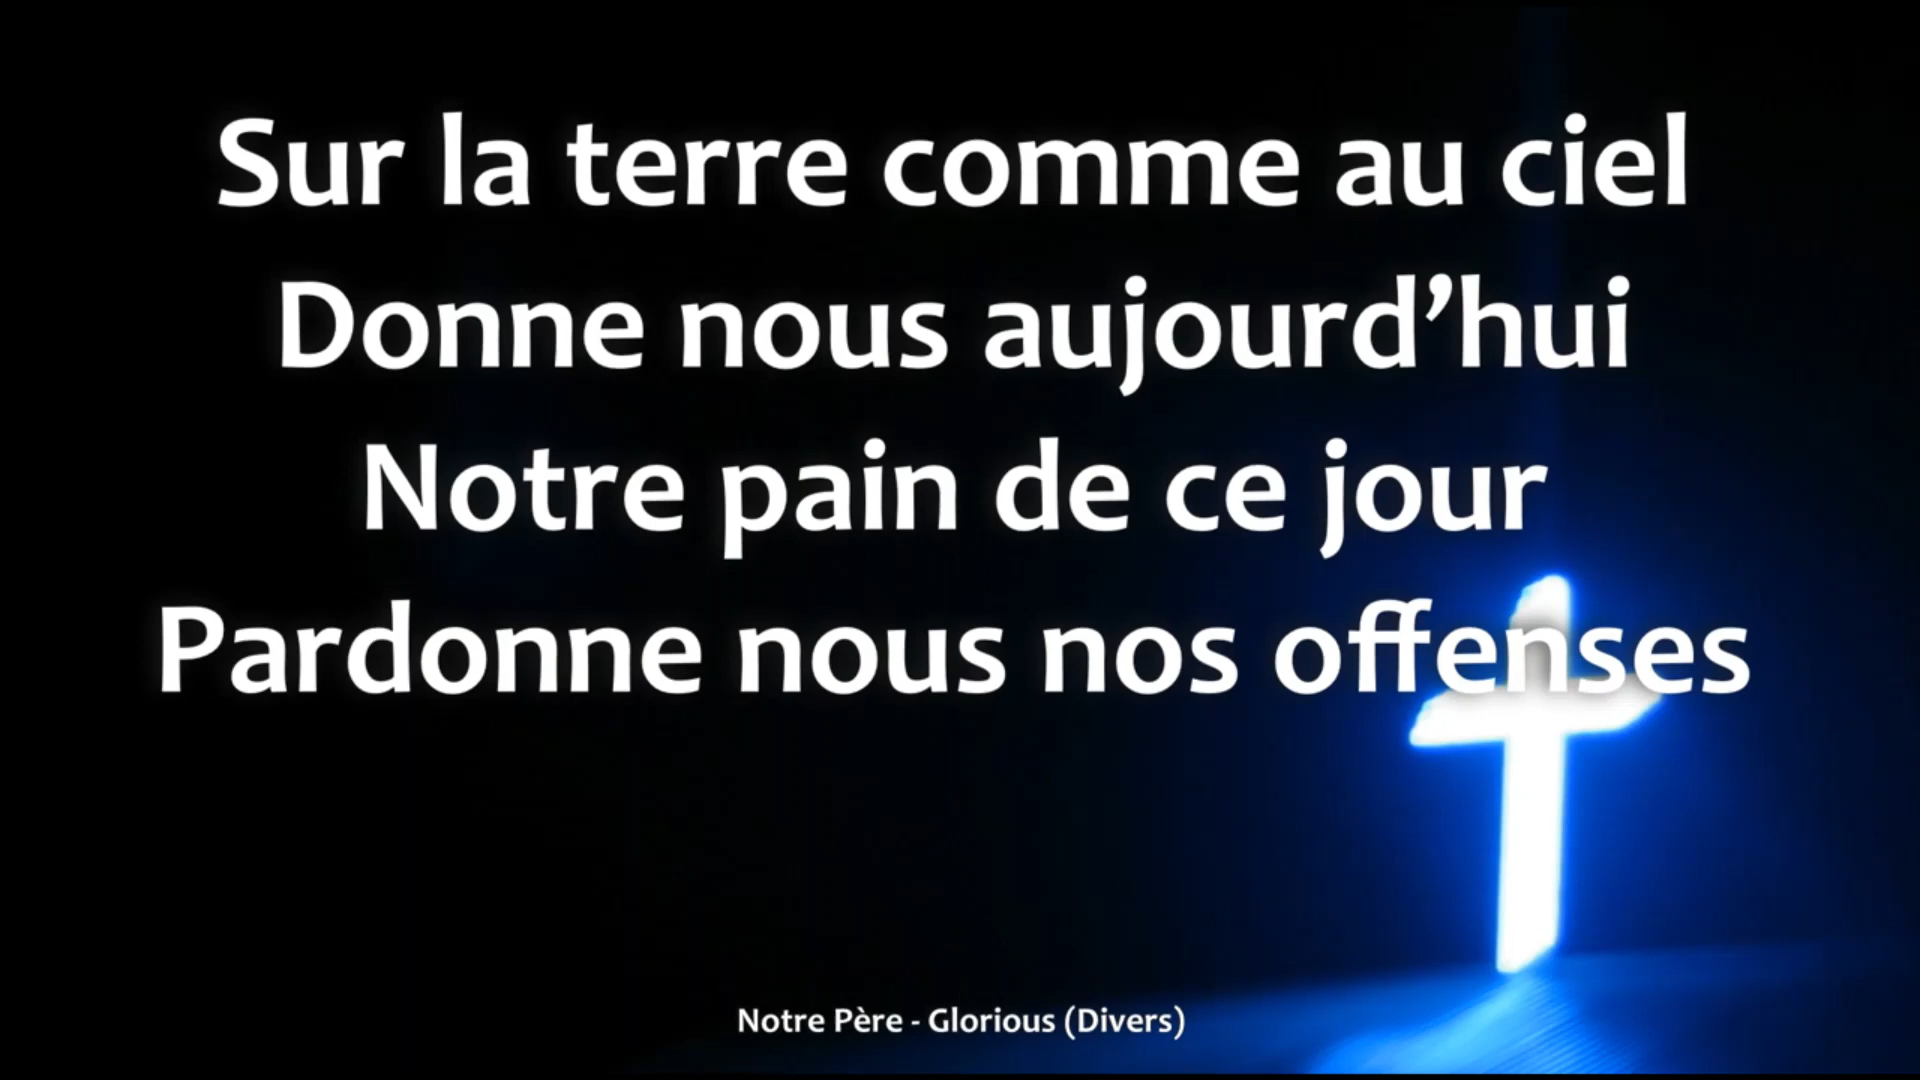 Sur la terre comme au ciel
Donne nous aujourd’hui
Notre pain de ce jour
Pardonne nous nos offenses
Notre Père - Glorious (Divers)